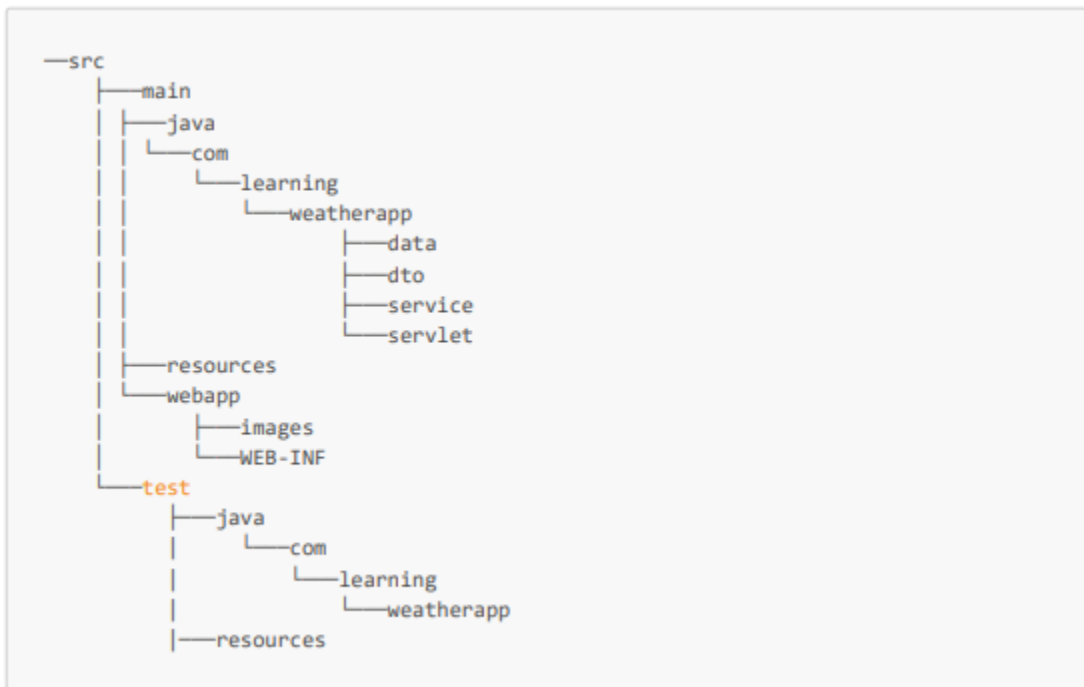 ──src
    ├───main
    │ ├───java
    │ │ └───com
    │ │     └───learning
    │ │         └───weatherapp
    │ │                 ├───data
    │ │                 ├───dto
    │ │                 ├───service
    │ │                 └───servlet
    │ ├───resources
    │ └───webapp
    │       ├───images
    │       └───WEB-INF
    └───test
          ├───java
          │     └───com
          │         └───learning
          │             └───weatherapp
          |───resources